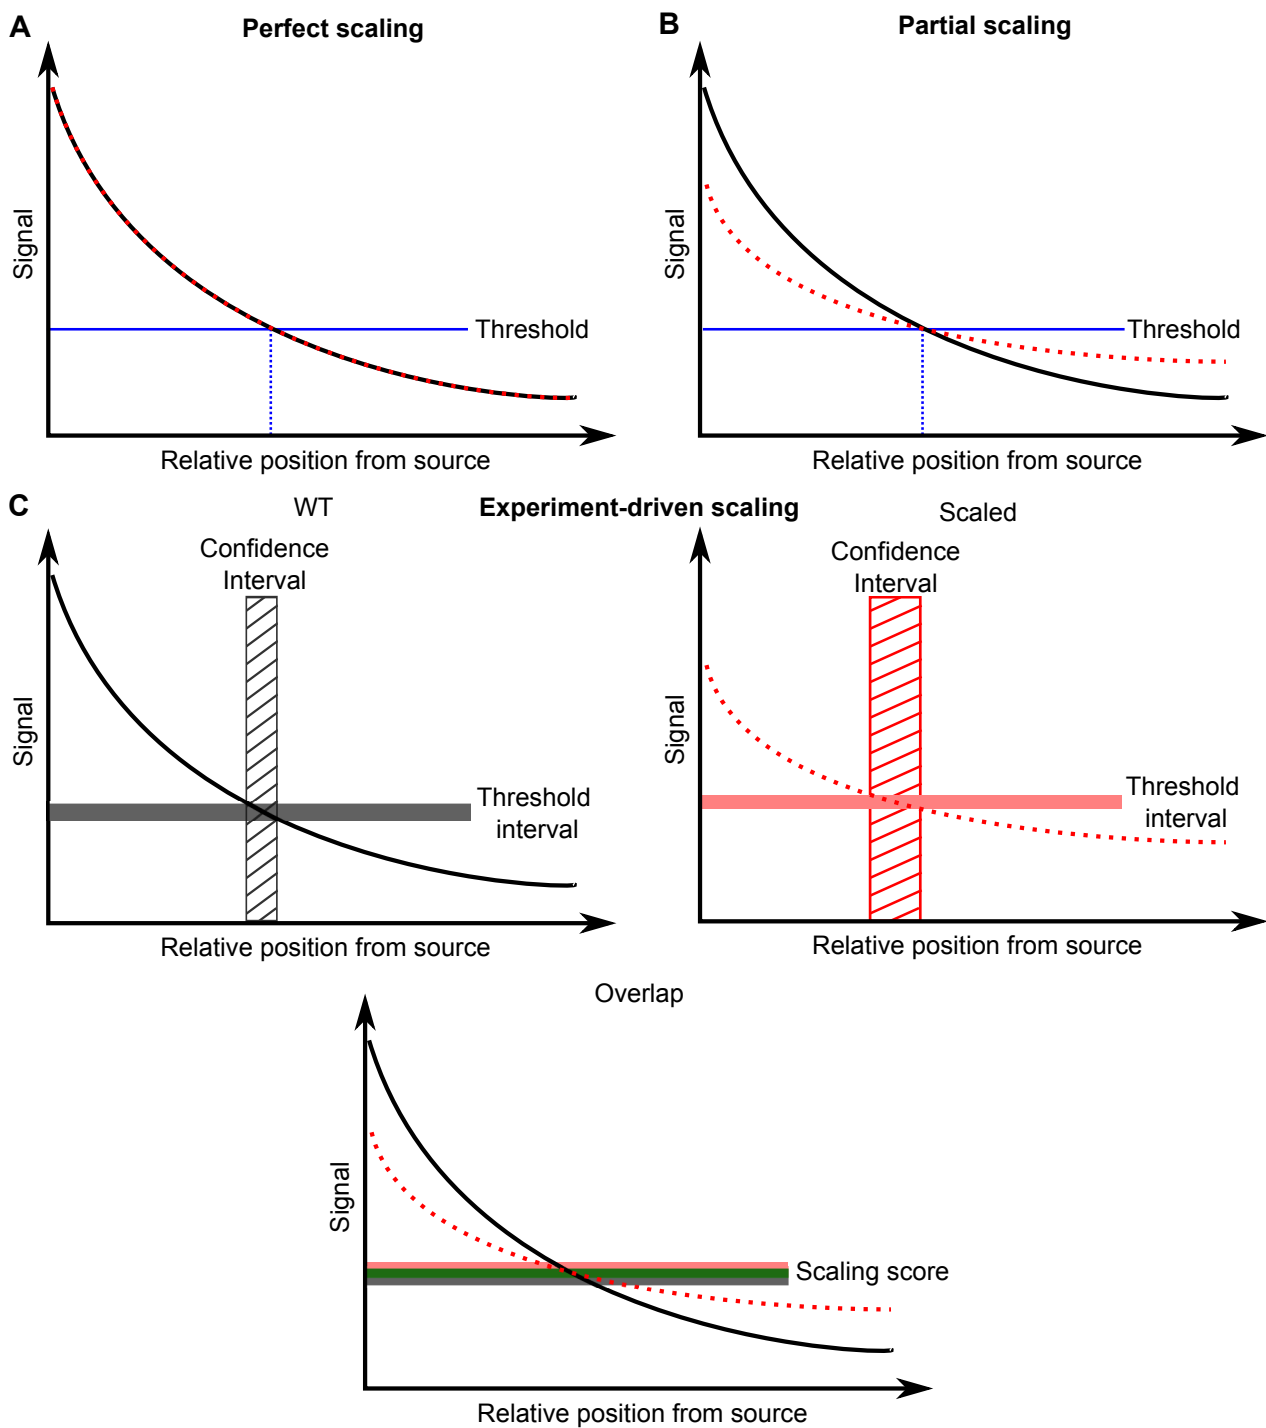 A
Perfect scaling
Signal
Threshold
Relative position from source
B
Partial scaling
Signal
Threshold
Relative position from source
C
Experiment-driven scaling
WT
Confidence
Interval
Signal
Threshold
interval
Relative position from source
Scaled
Confidence
Interval
Signal
Threshold
interval
Relative position from source
Overlap
Signal
Scaling score
Relative position from source